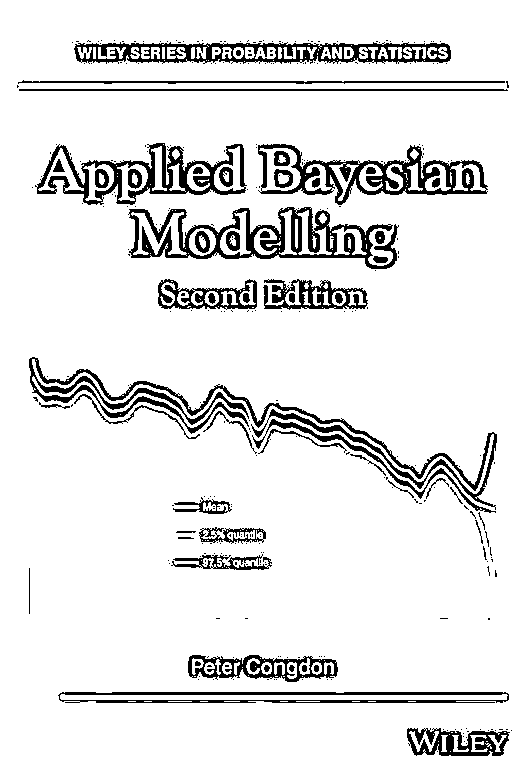 WILEY SERIES IN PROBABILITY AND STATISTICS
Applied Bayesian
Modelling
Second Edition
Mean
2.5% quantile
97.5% quantile
Peter Congdon
WILEY